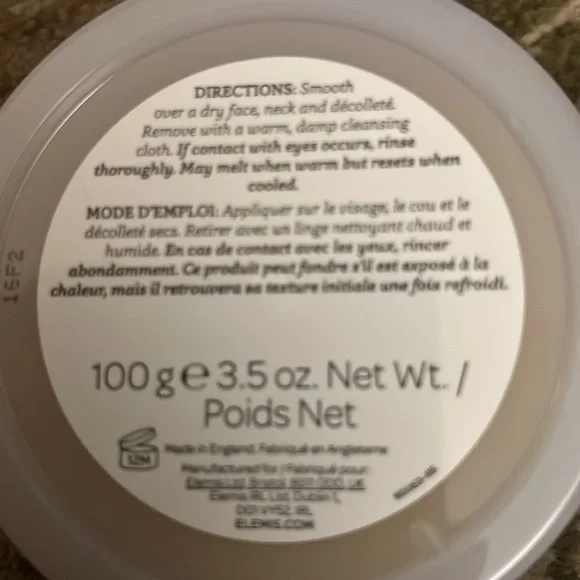 DIRECTIONS: Smooth
over a dry face, neck and décolleté.
Remove with a warm, damp cleansing
cloth. If contact with eyes occurs, rinse
thoroughly. May melt when warm but resets when
cooled.
MODE D'EMPLOI: Appliquer sur le visage, le cou et le
décolleté secs. Retirer avec un linge nettoyant chaud et
humide. En cas de contact avec les yeux, rincer
abondamment. Ce produit peut fondre s'il est exposé à la
chaleur, mais il retrouvera sa texture initiale une fois refroidi.
16F2
100 g e 3.5 oz. Net Wt. /
Poids Net
12M
Made in England. Fabriqué en Angleterre
Manufactured for / Fabriqué pour:
Elemis Ltd, Bristol, BS11 0DD, UK
Elemis IRL Ltd, Dublin 1,
D01 VY52, IRL
ELEMIS.COM